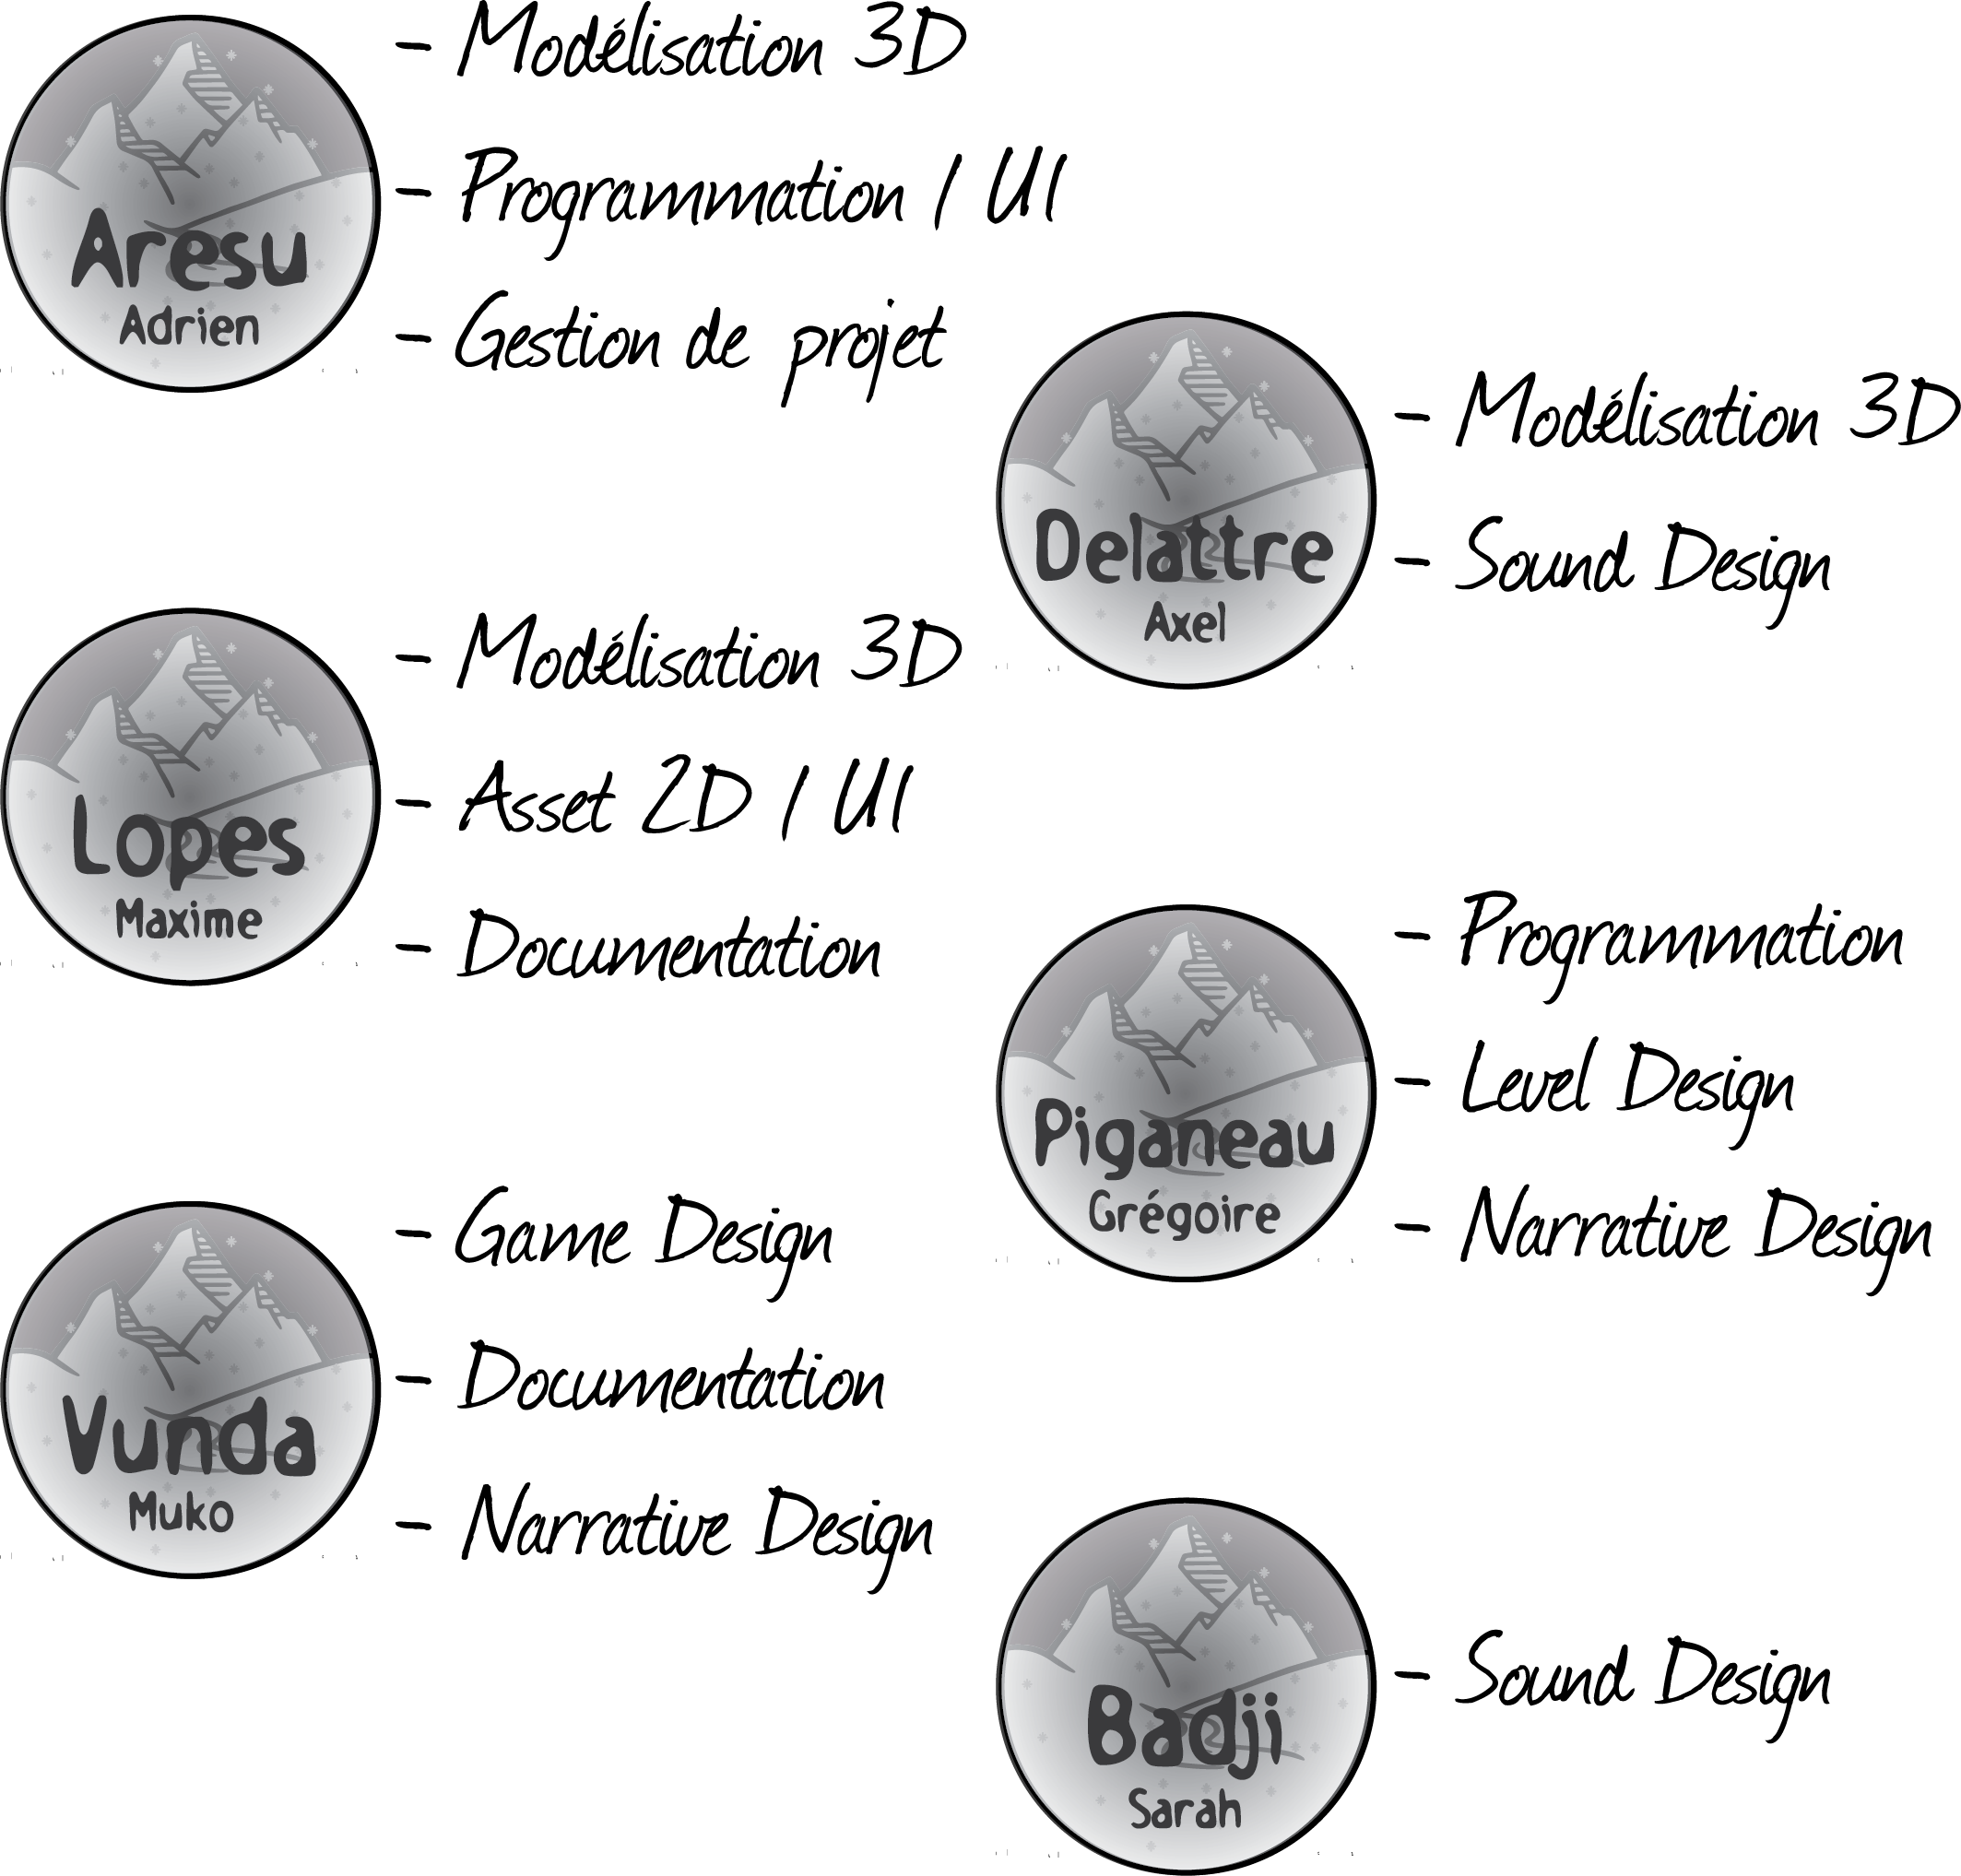 Aresu
Adrien
- Modélisation 3D
- Programmation / UI
- Gestion de projet
Delattre
Axel
- Modélisation 3D
- Sound Design
Lopes
Maxime
- Modélisation 3D
- Asset 2D / UI
- Documentation
Piganeau
Grégoire
- Programmation
- Level Design
- Narrative Design
Vunda
Muko
- Game Design
- Documentation
- Narrative Design
Badji
Sarah
- Sound Design